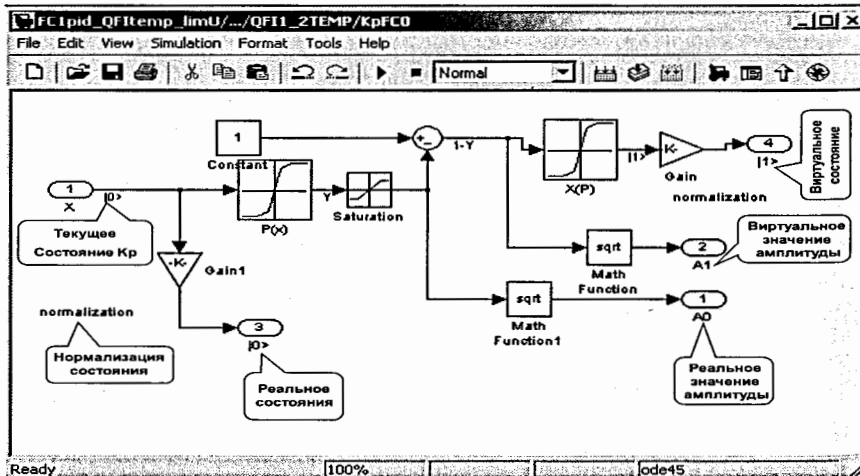 FC1pid_QFItemp_limU/.../QFI1_2TEMP/KpFC0
File Edit View Simulation Format Tools Help
Normal
1
Constant
1-Y
X(P)
|1>
K-
Gain
4
|1>
normalization
Виртуальное
состояние
1
X
|0>
P(x)
Y
Saturation
Текущее
Состояние Кр
-K-
Gain1
sqrt
Math
Function
2
A1
Виртуальное
значение
амплитуды
sqrt
Math
Function1
1
A0
normalization
3
|0>
Нормализация
состояния
Реальное
состояния
Реальное
значение
амплитуды
Ready
100%
ode45